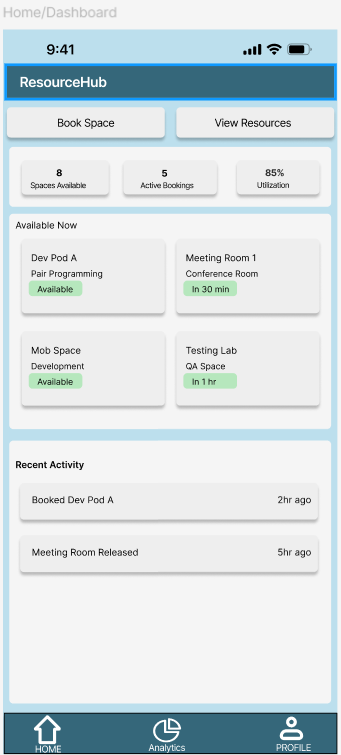 Home/Dashboard
9:41
ResourceHub
Book Space
View Resources
8
Spaces Available
5
Active Bookings
85%
Utilization
Available Now
Dev Pod A
Pair Programming
Available
Meeting Room 1
Conference Room
In 30 min
Mob Space
Development
Available
Testing Lab
QA Space
In 1 hr
Recent Activity
Booked Dev Pod A
2hr ago
Meeting Room Released
5hr ago
HOME
Analytics
PROFILE